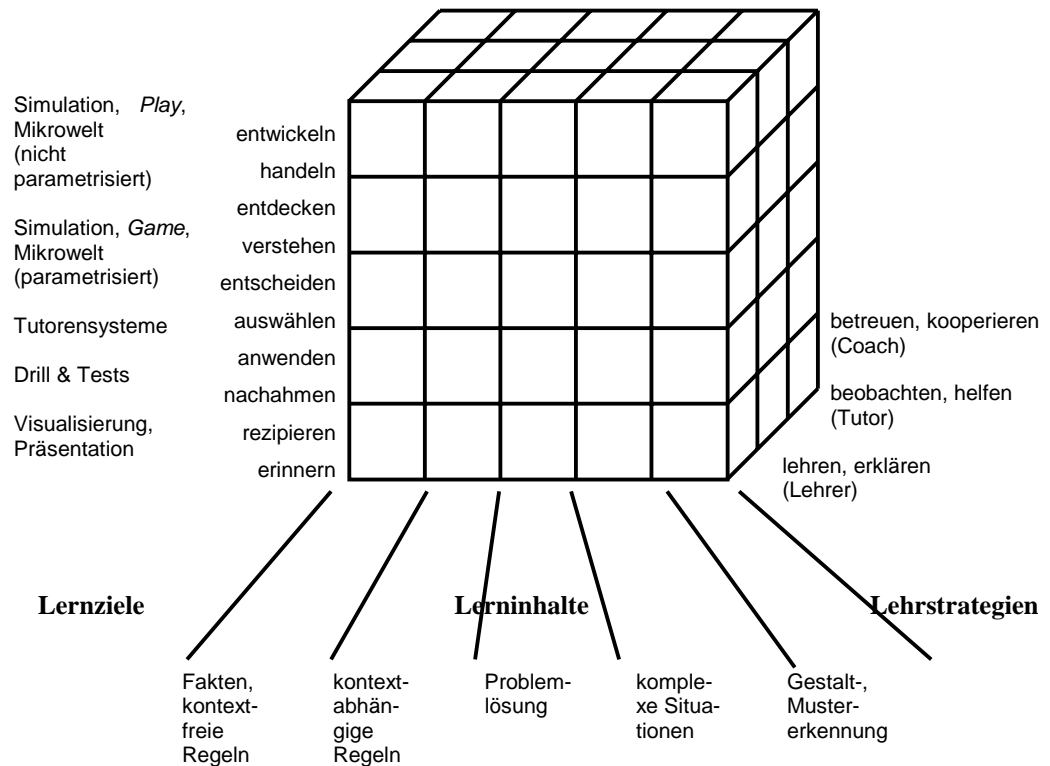 Simulation, Play,
Mikrowelt
(nicht
parametrisiert)
Simulation, Game,
Mikrowelt
(parametrisiert)
Tutorensysteme
Drill & Tests
Visualisierung,
Präsentation
entwickeln
handeln
entdecken
verstehen
entscheiden
auswählen
anwenden
nachahmen
rezipieren
erinnern
betreuen, kooperieren
(Coach)
beobachten, helfen
(Tutor)
lehren, erklären
(Lehrer)
Lernziele
Lerninhalte
Lehrstrategien
Fakten,
kontext-
freie
Regeln
kontext-
abhän-
gige
Regeln
Problem-
lösung
komple-
xe Situa-
tionen
Gestalt-,
Muster-
erkennung